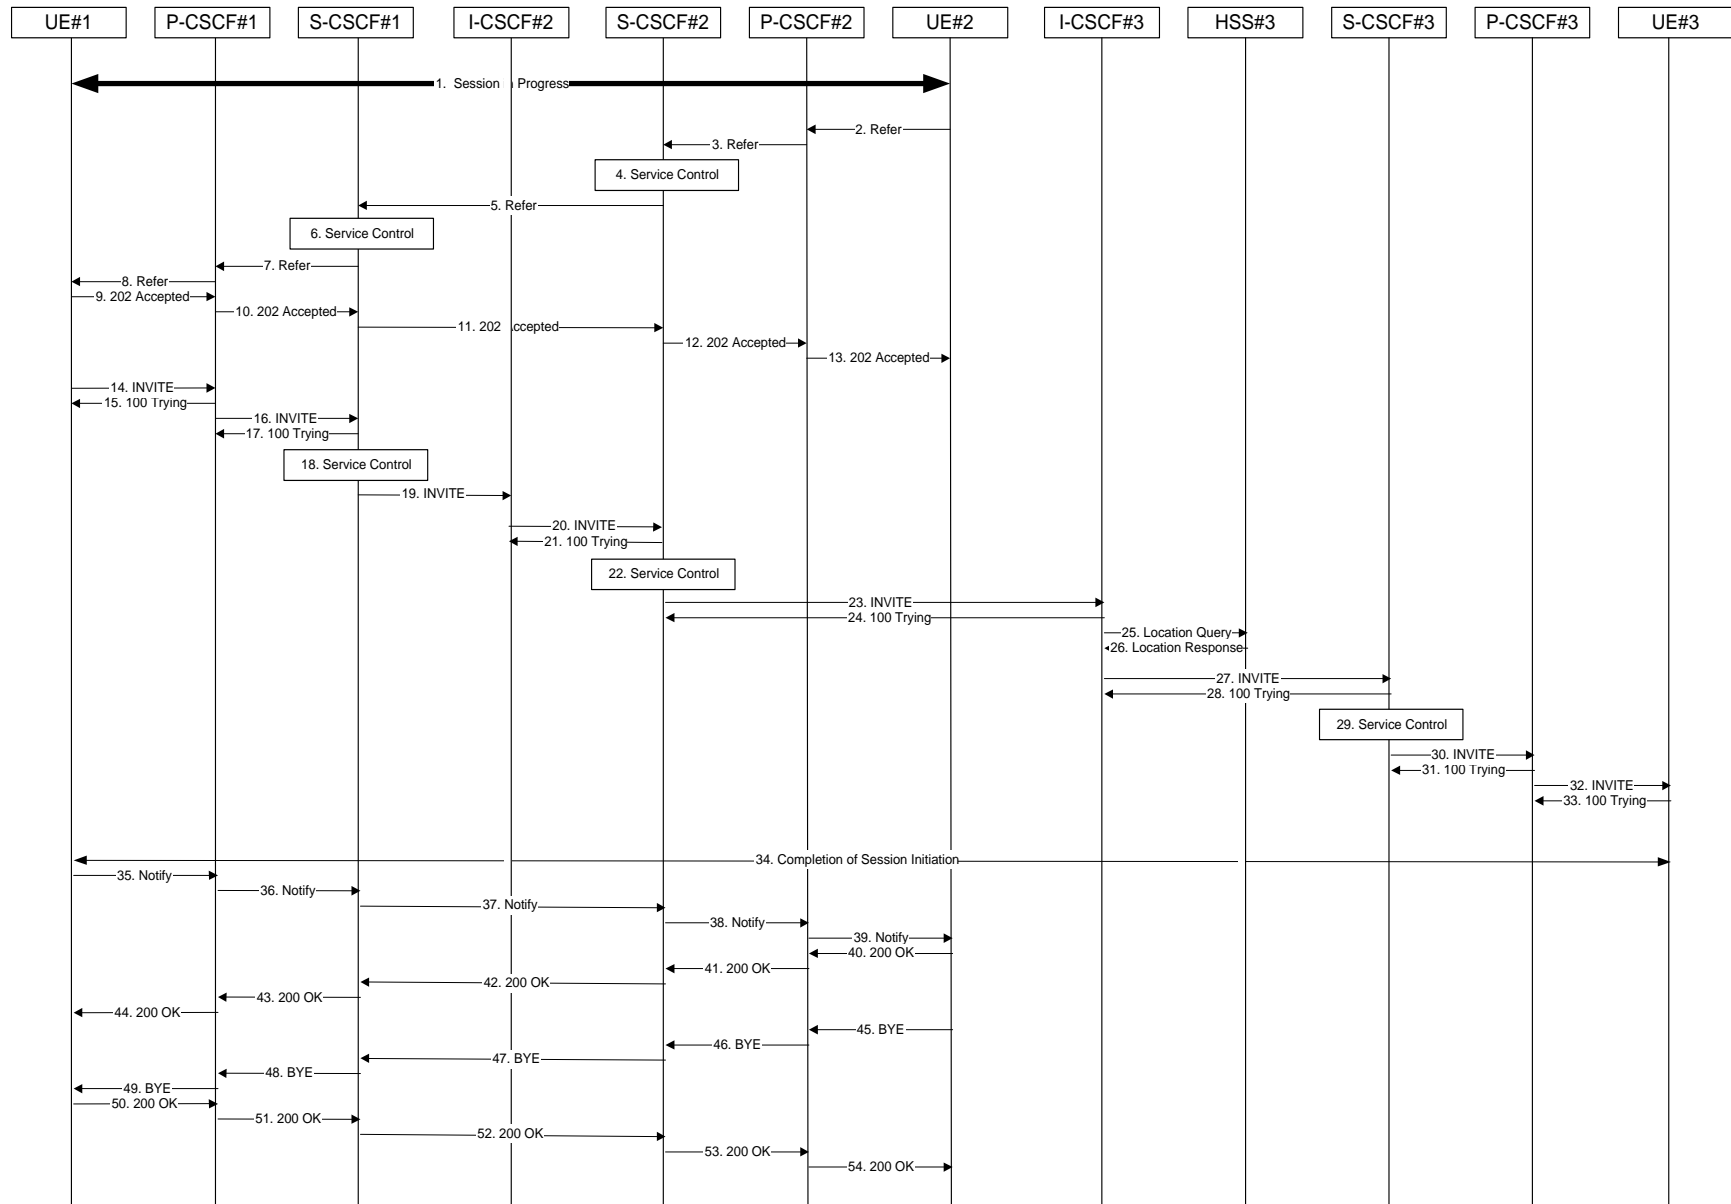 UE#1
P-CSCF#1
S-CSCF#1
I-CSCF#2
S-CSCF#2
P-CSCF#2
UE#2
I-CSCF#3
HSS#3
S-CSCF#3
P-CSCF#3
UE#3
1. Session Progress
2. Refer
3. Refer
4. Service Control
5. Refer
6. Service Control
7. Refer
8. Refer
9. 202 Accepted
10. 202 Accepted
11. 202 Accepted
12. 202 Accepted
13. 202 Accepted
14. INVITE
15. 100 Trying
16. INVITE
17. 100 Trying
18. Service Control
19. INVITE
20. INVITE
21. 100 Trying
22. Service Control
23. INVITE
24. 100 Trying
25. Location Query
26. Location Response
27. INVITE
28. 100 Trying
29. Service Control
30. INVITE
31. 100 Trying
32. INVITE
33. 100 Trying
34. Completion of Session Initiation
35. Notify
36. Notify
37. Notify
38. Notify
39. Notify
40. 200 OK
41. 200 OK
42. 200 OK
43. 200 OK
44. 200 OK
45. BYE
46. BYE
47. BYE
48. BYE
49. BYE
50. 200 OK
51. 200 OK
52. 200 OK
53. 200 OK
54. 200 OK